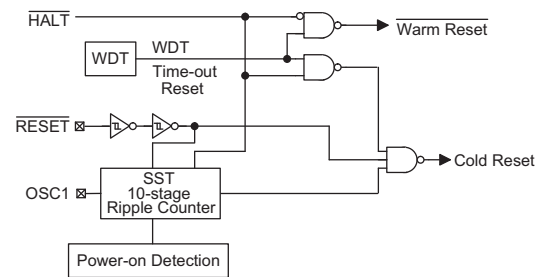 HALT
WDT
WDT
Time-out
Reset
Warm Reset
RESET
Cold Reset
OSC1
SST
10-stage
Ripple Counter
Power-on Detection